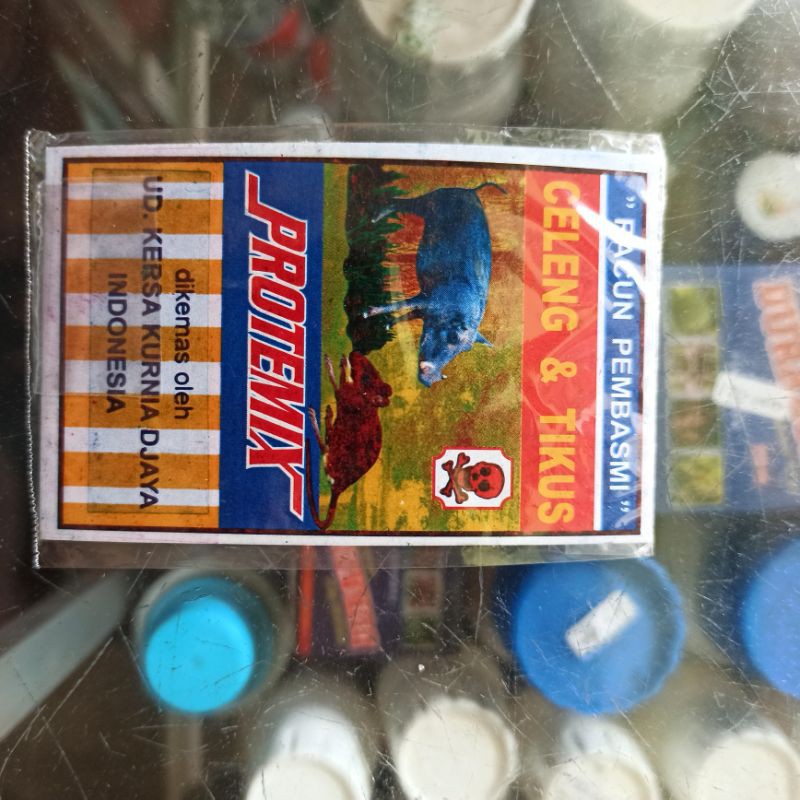 " RACUN PEMBASMI "
CELENG & TIKUS
PROTEMIX
dikemas oleh
UD. KERSA KURNIA DJAYA
INDONESIA